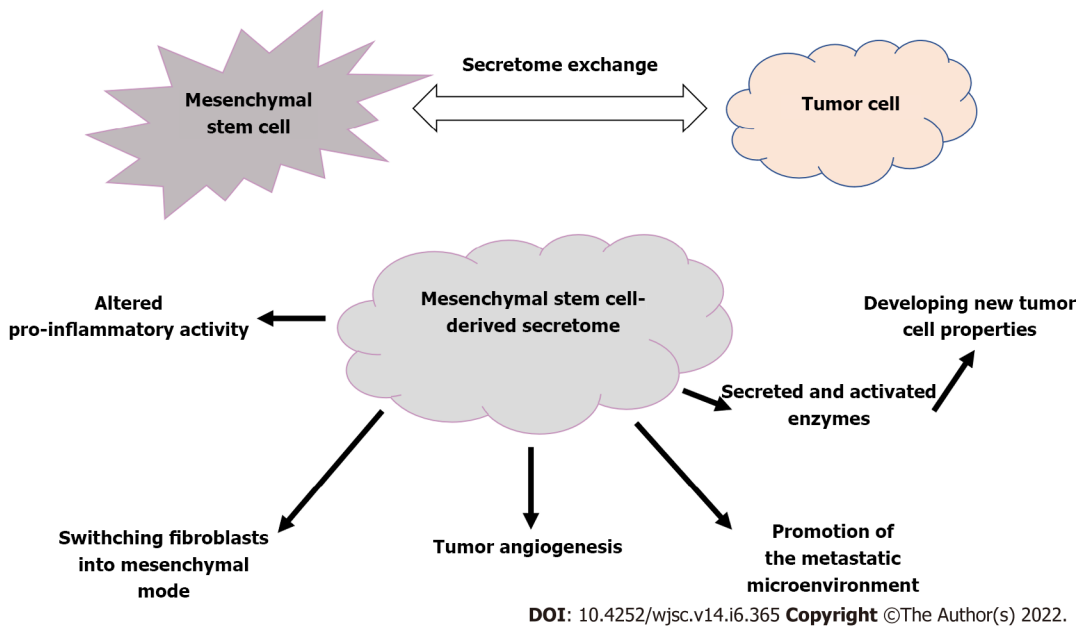 Secretome exchange
Mesenchymal
stem cell
Tumor cell
Mesenchymal stem cell-
derived secretome
Altered
pro-inflammatory activity
Developing new tumor
cell properties
Secreted and activated
enzymes
Swithching fibroblasts
into mesenchymal
mode
Tumor angiogenesis
Promotion of
the metastatic
microenvironment
DOI: 10.4252/wjsc.v14.i6.365 Copyright ©The Author(s) 2022.